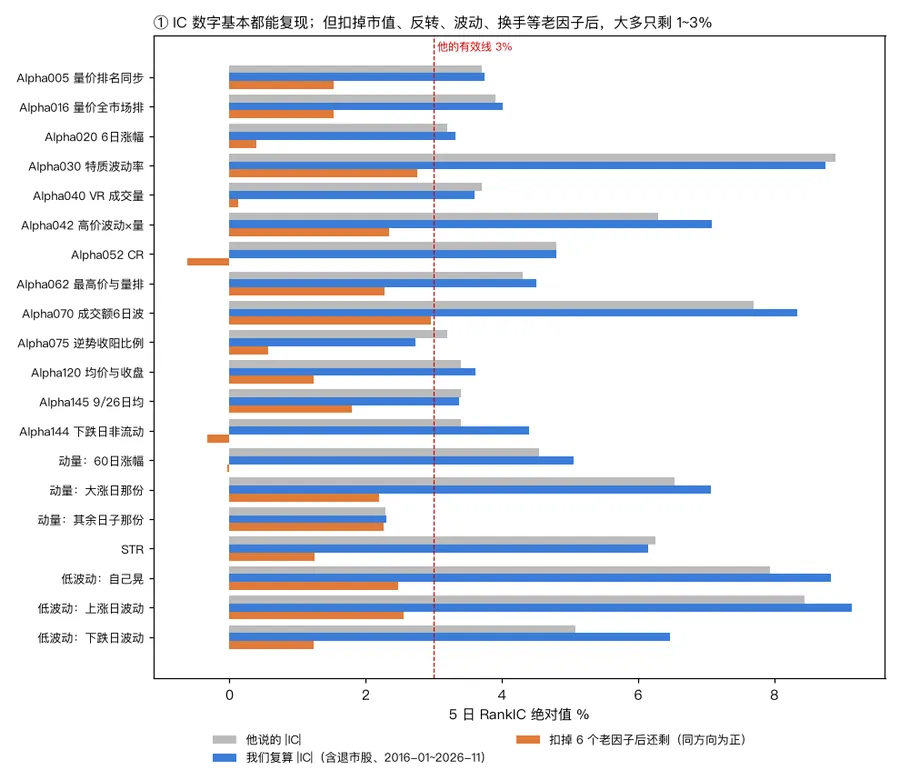 ① IC 数字基本都能复现；但扣掉市值、反转、波动、换手等老因子后，大多只剩 1~3%
他的有效线 3%
Alpha005 量价排名同步
Alpha016 量价全市场排
Alpha020 6日涨幅
Alpha030 特质波动率
Alpha040 VR 成交量
Alpha042 高价波动×量
Alpha052 CR
Alpha062 最高价与量排
Alpha070 成交额6日波
Alpha075 逆势收阳比例
Alpha120 均价与收盘
Alpha145 9/26日均
Alpha144 下跌日非流动
动量：60日涨幅
动量：大涨日那份
动量：其余日子那份
STR
低波动：自己晃
低波动：上涨日波动
低波动：下跌日波动
0 2 4 6 8
5 日 RankIC 绝对值 %
他说的 |IC|
我们复算 |IC|（含退市股、2016-01~2026-11）
扣掉 6 个老因子后还剩（同方向为正）